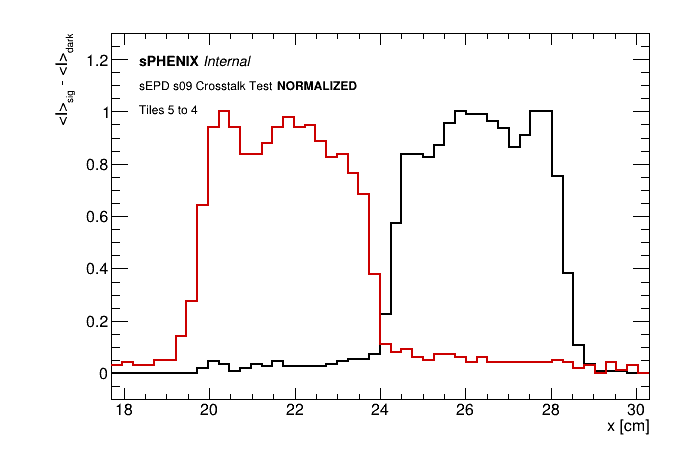 <I>sig - <I>dark
sPHENIX Internal
sEPD s09 Crosstalk Test NORMALIZED
Tiles 5 to 4
1.2
1
0.8
0.6
0.4
0.2
0
18 20 22 24 26 28 30
x [cm]